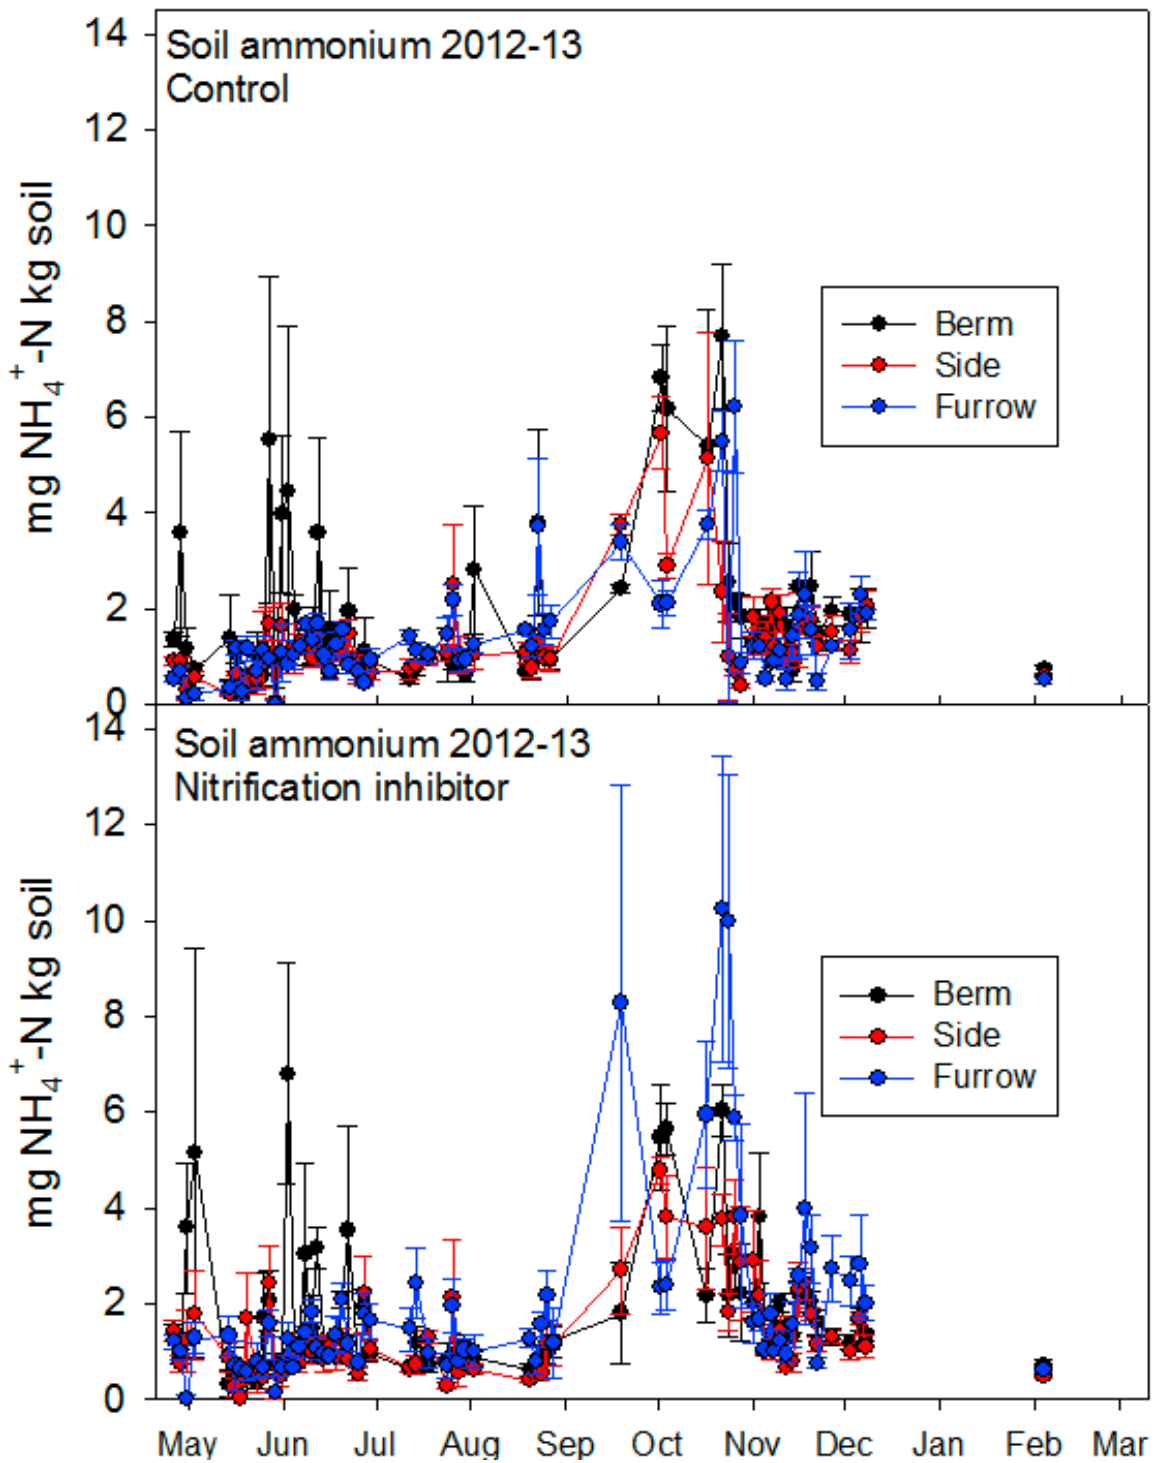 Soil ammonium 2012-13
Control
mg NH₄⁺-N kg soil
14
12
10
8
6
4
2
0
Berm
Side
Furrow
Soil ammonium 2012-13
Nitrification inhibitor
mg NH₄⁺-N kg soil
14
12
10
8
6
4
2
0
Berm
Side
Furrow
May Jun Jul Aug Sep Oct Nov Dec Jan Feb Mar